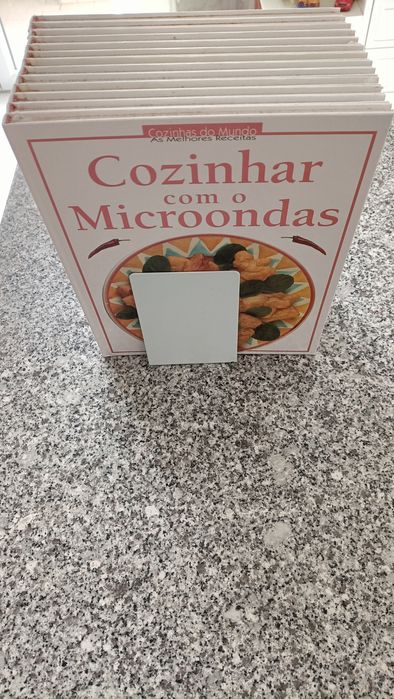 Cozinhas do Mundo
As Melhores Receitas
Cozinhar
com o
Microondas